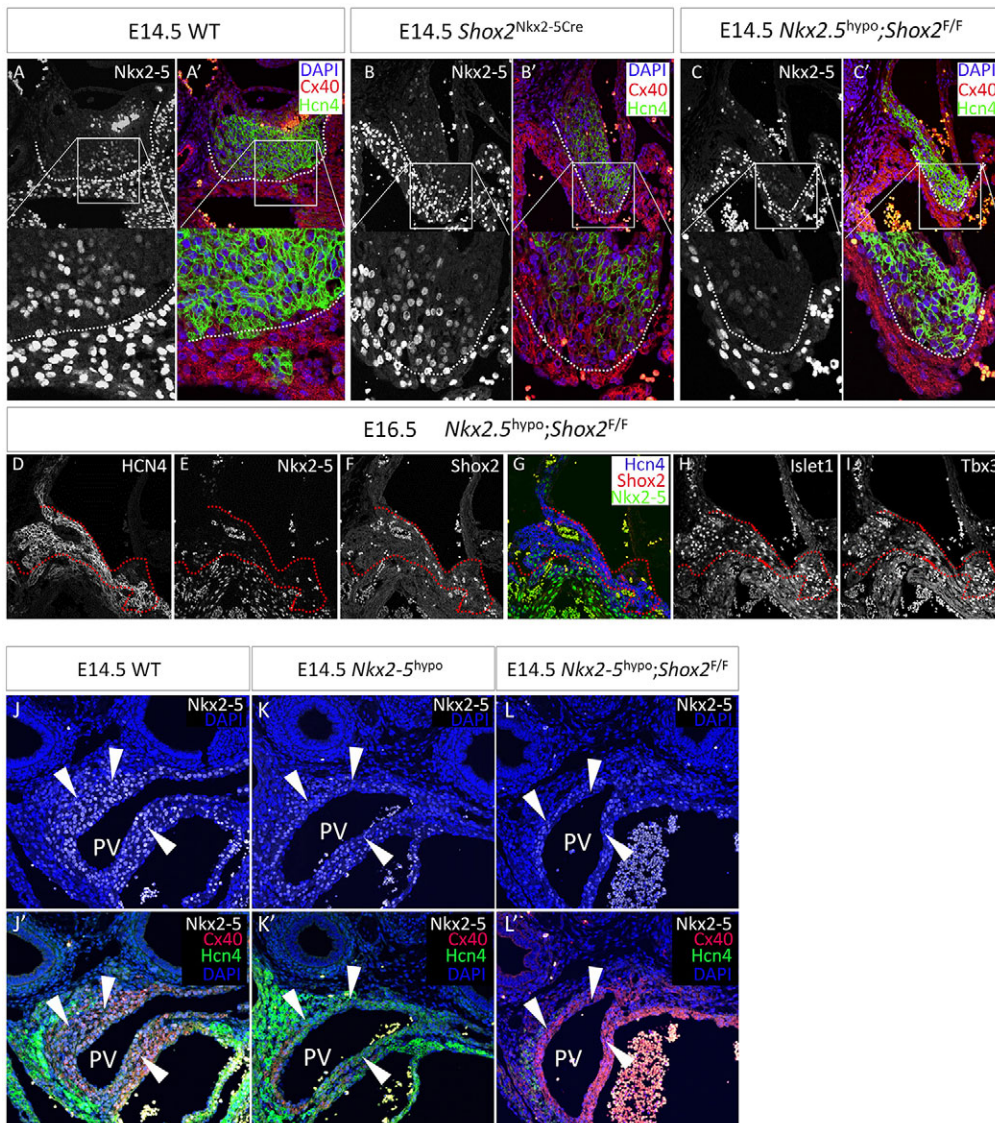 E14.5 WT
E14.5 Shox2Nkx2-5Cre
E14.5 Nkx2.5hypo;Shox2F/F
A Nkx2-5
A' DAPI
Cx40
Hcn4
B Nkx2-5
B' DAPI
Cx40
Hcn4
C Nkx2-5
C' DAPI
Cx40
Hcn4
E16.5 Nkx2.5hypo;Shox2F/F
D HCN4
E Nkx2-5
F Shox2
G Hcn4
Shox2
Nkx2-5
H Islet1
I Tbx3
E14.5 WT
E14.5 Nkx2-5hypo
E14.5 Nkx2-5hypo;Shox2F/F
J Nkx2-5
DAPI
PV
K Nkx2-5
DAPI
PV
L Nkx2-5
DAPI
PV
J' Nkx2-5
Cx40
Hcn4
DAPI
PV
K' Nkx2-5
Cx40
Hcn4
DAPI
PV
L' Nkx2-5
Cx40
Hcn4
DAPI
PV